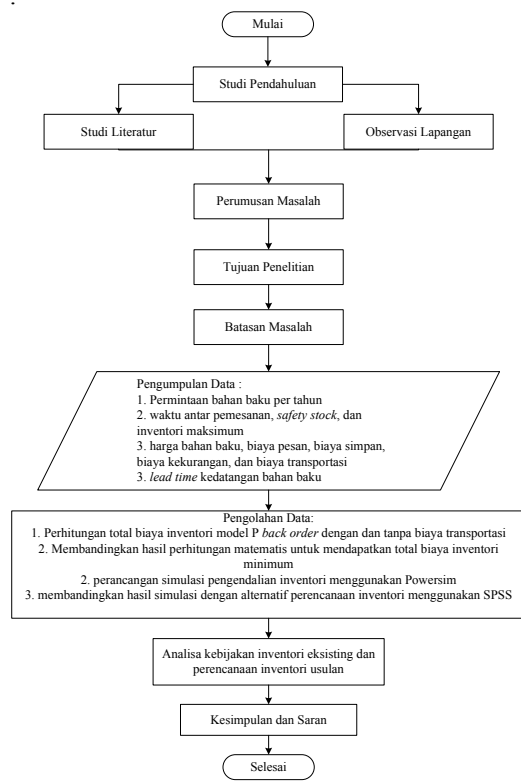 Mulai
Studi Pendahuluan
Studi Literatur
Observasi Lapangan
Perumusan Masalah
Tujuan Penelitian
Batasan Masalah
Pengumpulan Data :
1. Permintaan bahan baku per tahun
2. waktu antar pemesanan, safety stock, dan
inventori maksimum
3. harga bahan baku, biaya pesan, biaya simpan,
biaya kekurangan, dan biaya transportasi
3. lead time kedatangan bahan baku
Pengolahan Data:
1. Perhitungan total biaya inventori model P back order dengan dan tanpa biaya transportasi
2. Membandingkan hasil perhitungan matematis untuk mendapatkan total biaya inventori
minimum
2. perancangan simulasi pengendalian inventori menggunakan Powersim
3. membandingkan hasil simulasi dengan alternatif perencanaan inventori menggunakan SPSS
Analisa kebijakan inventori eksisting dan
perencanaan inventori usulan
Kesimpulan dan Saran
Selesai